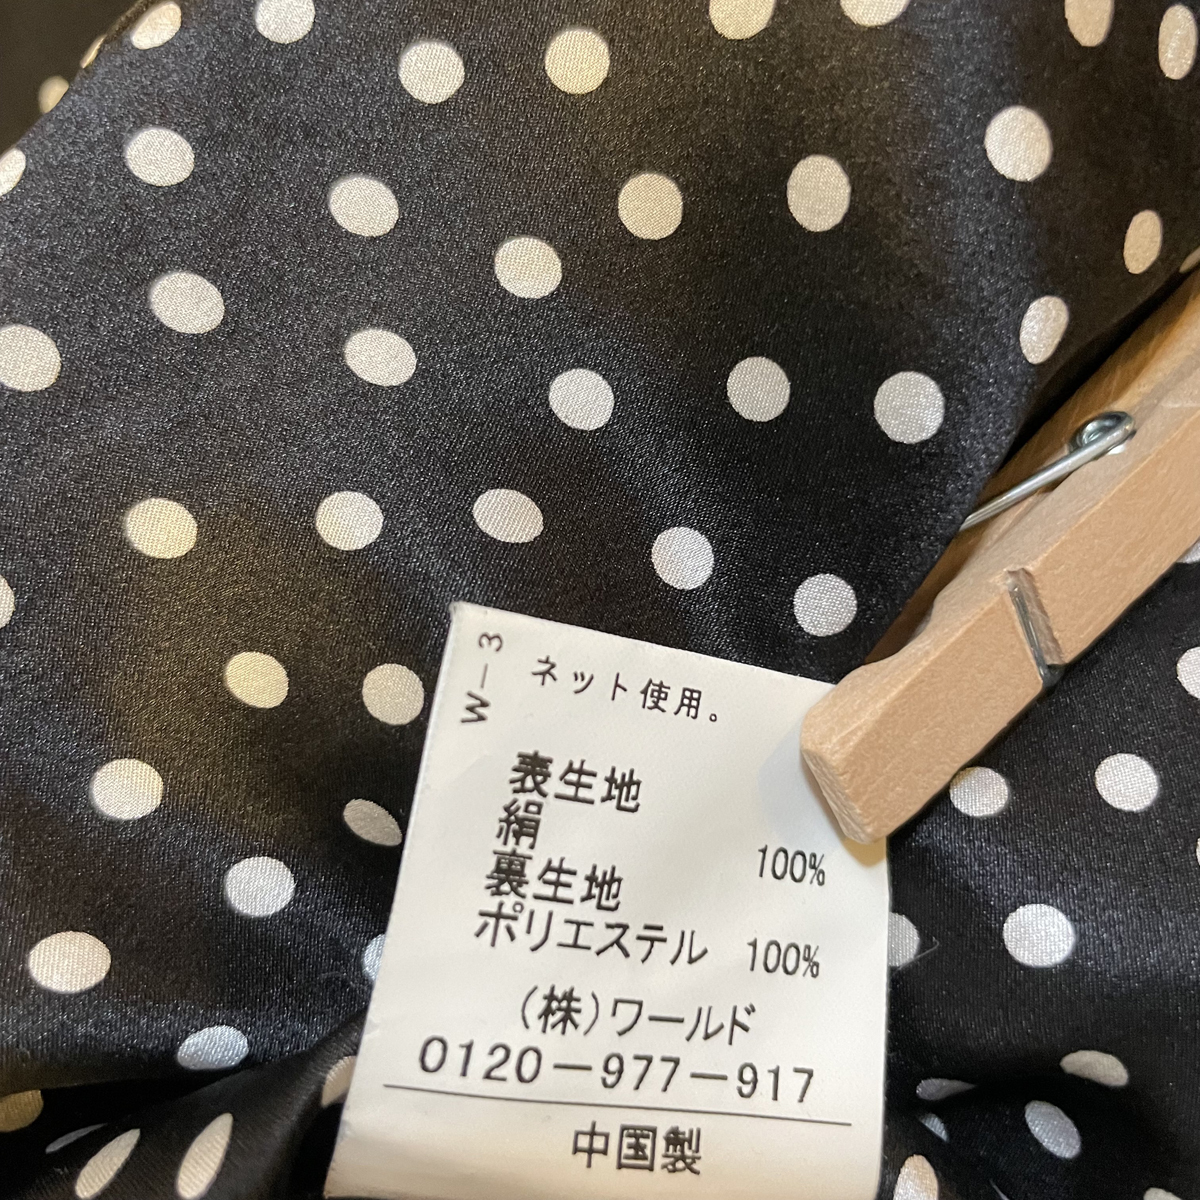 W－3
ネット使用。
表生地
絹 100%
裏生地
ポリエステル 100%
(株)ワールド
0120－977－917
中国製